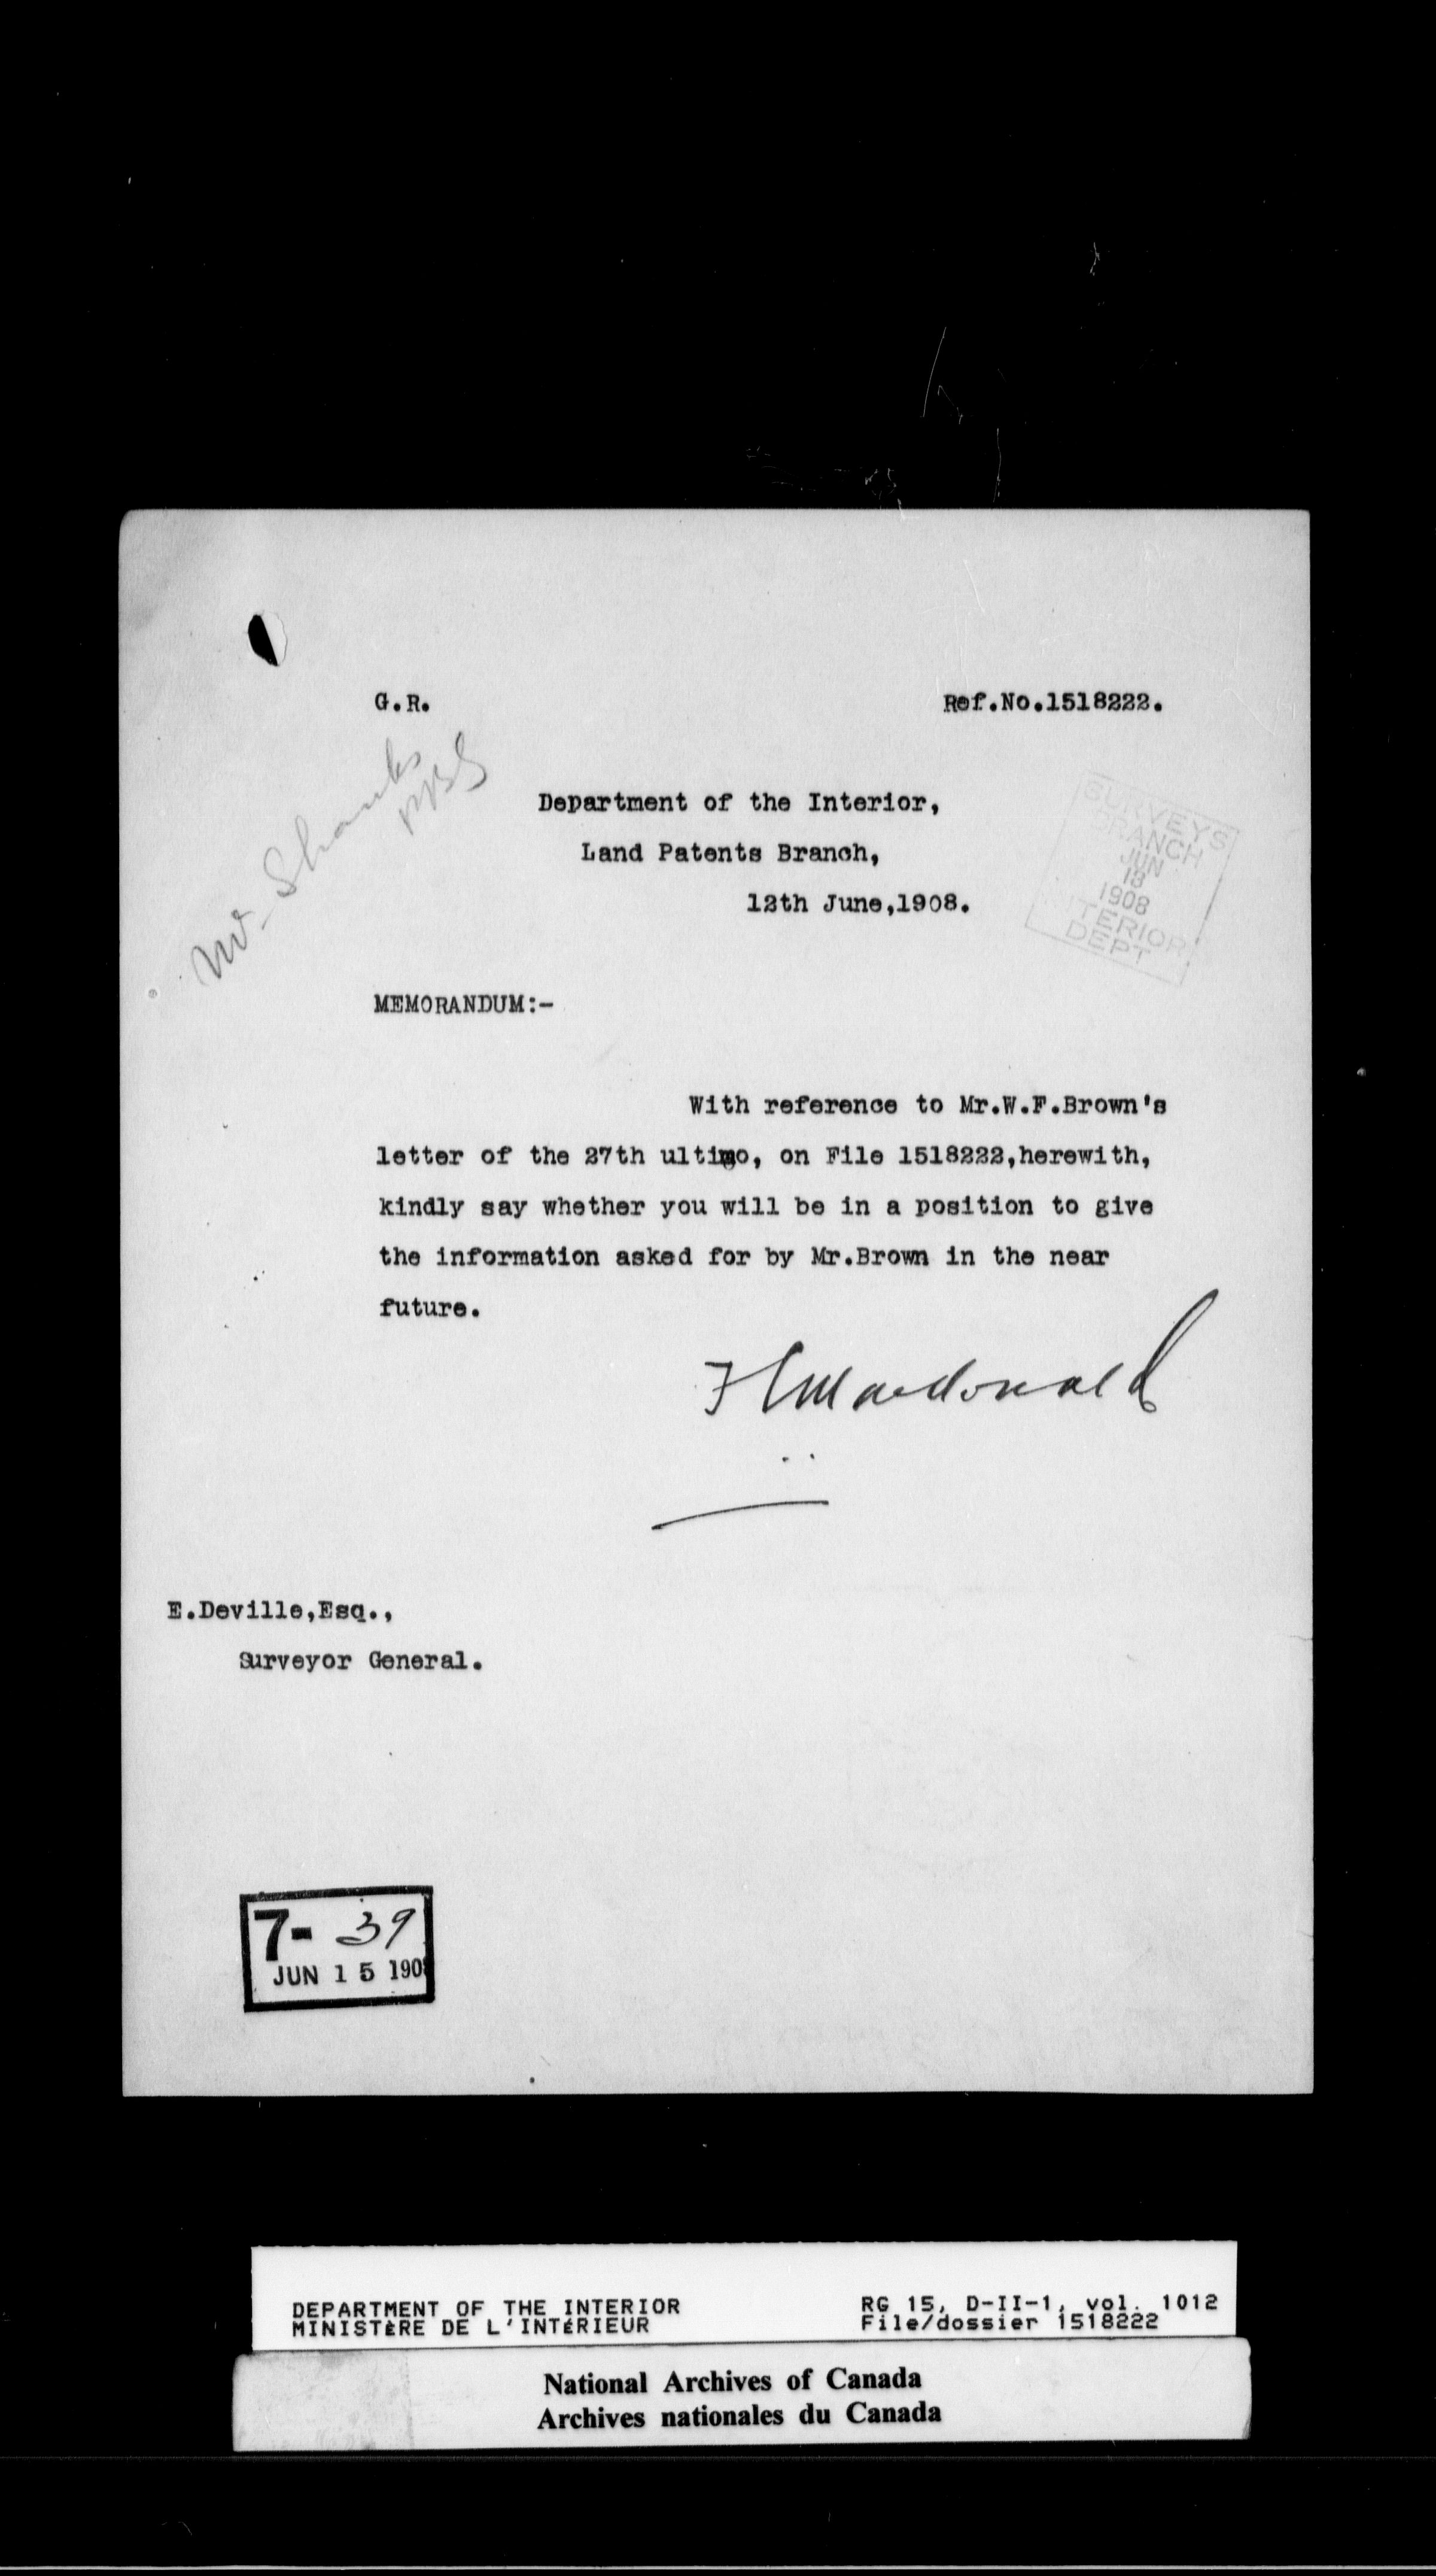 G.R.
Ref.No.1518222.
Mr. Shanks
Department of the Interior,
Land Patents Branch,
12th June,1908.
SURVEYS
BRANCH
JUN
13
1908
INTERIOR
DEPT
MEMORANDUM:-
With reference to Mr.W.F.Brown's
letter of the 27th ultimo, on File 1518222,herewith,
kindly say whether you will be in a position to give
the information asked for by Mr.Brown in the near
future.
Macdonald
E.Deville,Esq.,
Surveyor General.
7- 39
JUN 15 1908
DEPARTMENT OF THE INTERIOR
MINISTÈRE DE L'INTÉRIEUR
RG 15, D-II-1, vol. 1012
File/dossier 1518222
National Archives of Canada
Archives nationales du Canada